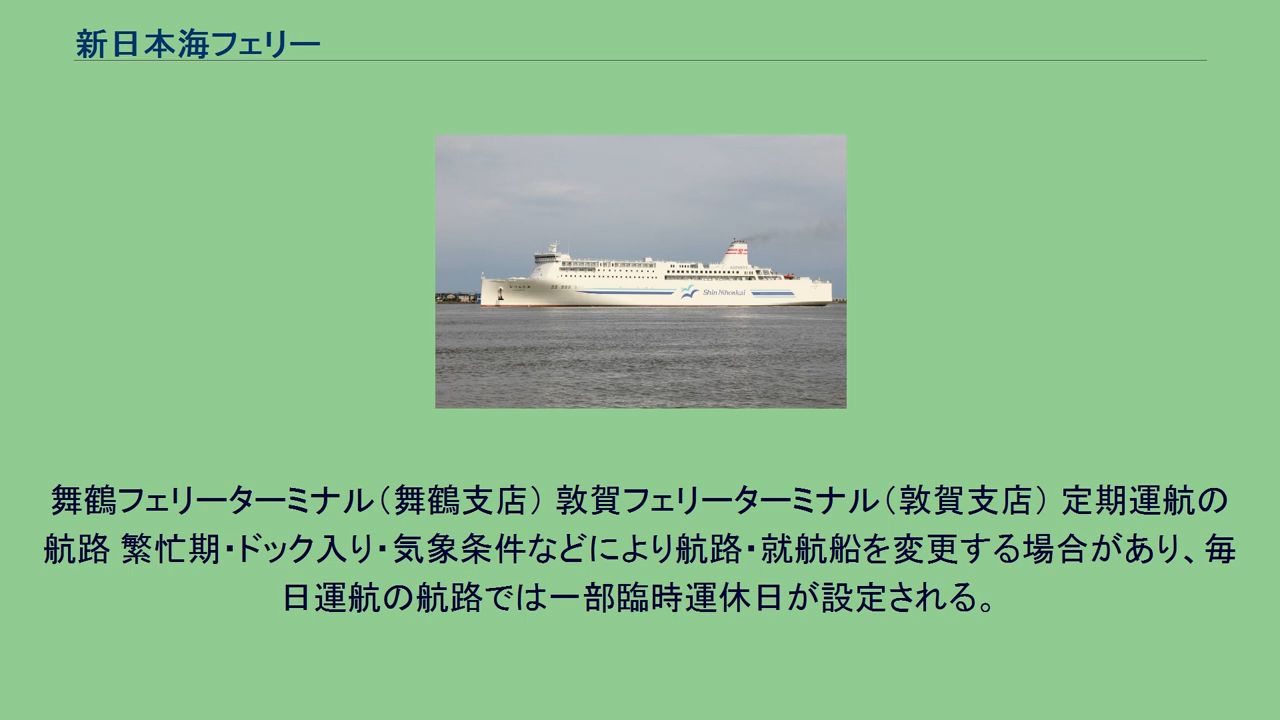 新日本海フェリー
Shin Nihonkai
舞鶴フェリーターミナル（舞鶴支店） 敦賀フェリーターミナル（敦賀支店） 定期運航の
航路 繁忙期・ドック入り・気象条件などにより航路・就航船を変更する場合があり、毎
日運航の航路では一部臨時運休日が設定される。